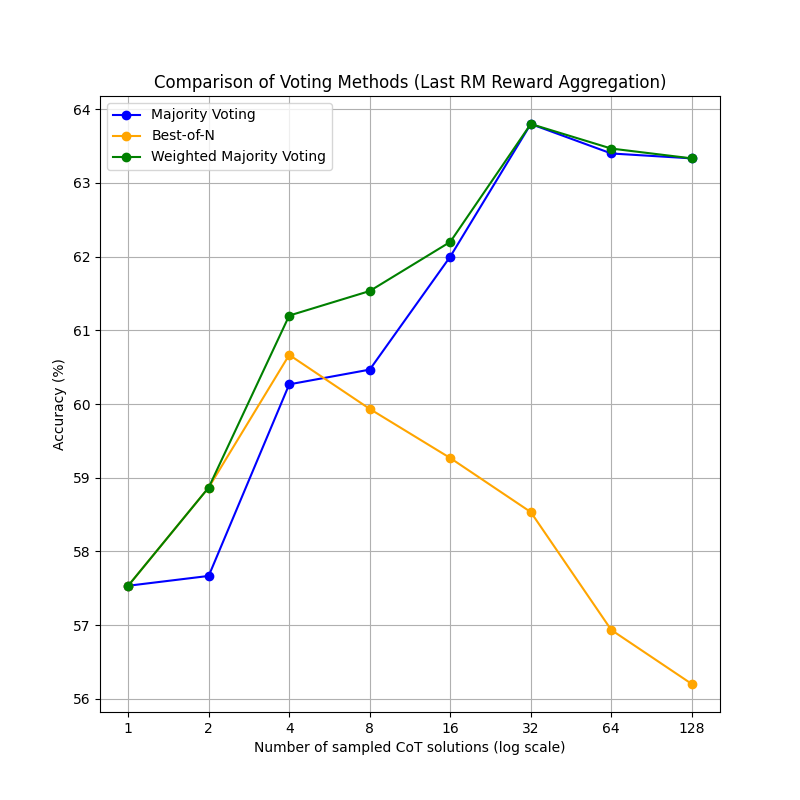 Comparison of Voting Methods (Last RM Reward Aggregation)
Majority Voting
Best-of-N
Weighted Majority Voting
64
63
62
61
60
59
58
57
56
Accuracy (%)
1 2 4 8 16 32 64 128
Number of sampled CoT solutions (log scale)